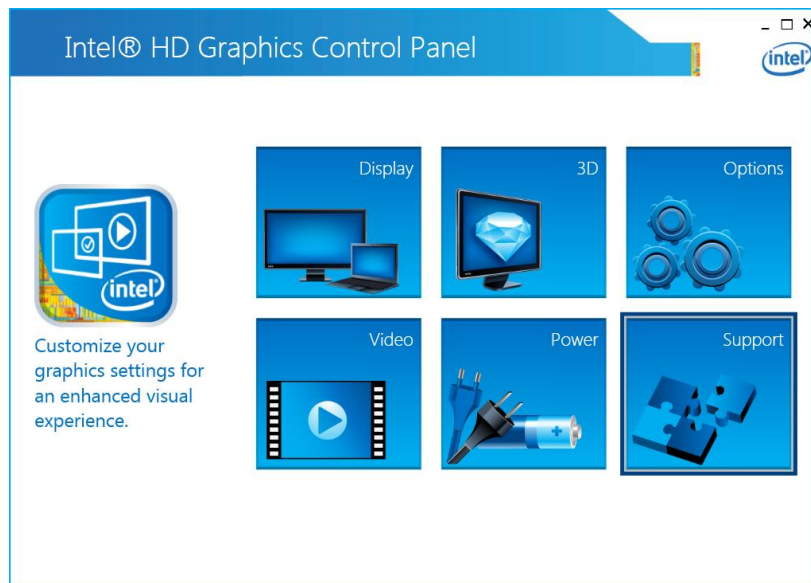 Intel® HD Graphics Control Panel
intel
Display
3D
Options
intel
Customize your
graphics settings for
an enhanced visual
experience.
Video
Power
Support